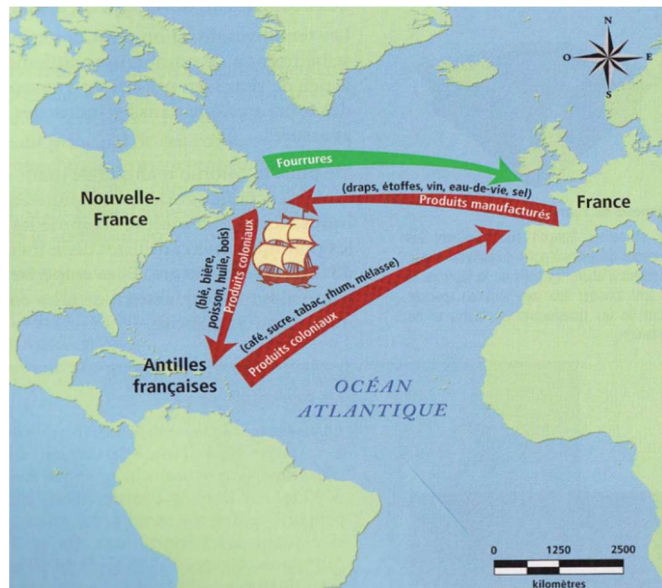 N
O
E
S
Fourrures
(draps, étoffes, vin, eau-de-vie, sel)
Produits manufacturés
Nouvelle-
France
France
(blé, bière,
poisson, huile, bois)
Produits coloniaux
(café, sucre, tabac, rhum, mélasse)
Produits coloniaux
Antilles
françaises
OCÉAN
ATLANTIQUE
0 1250 2500
kilomètres